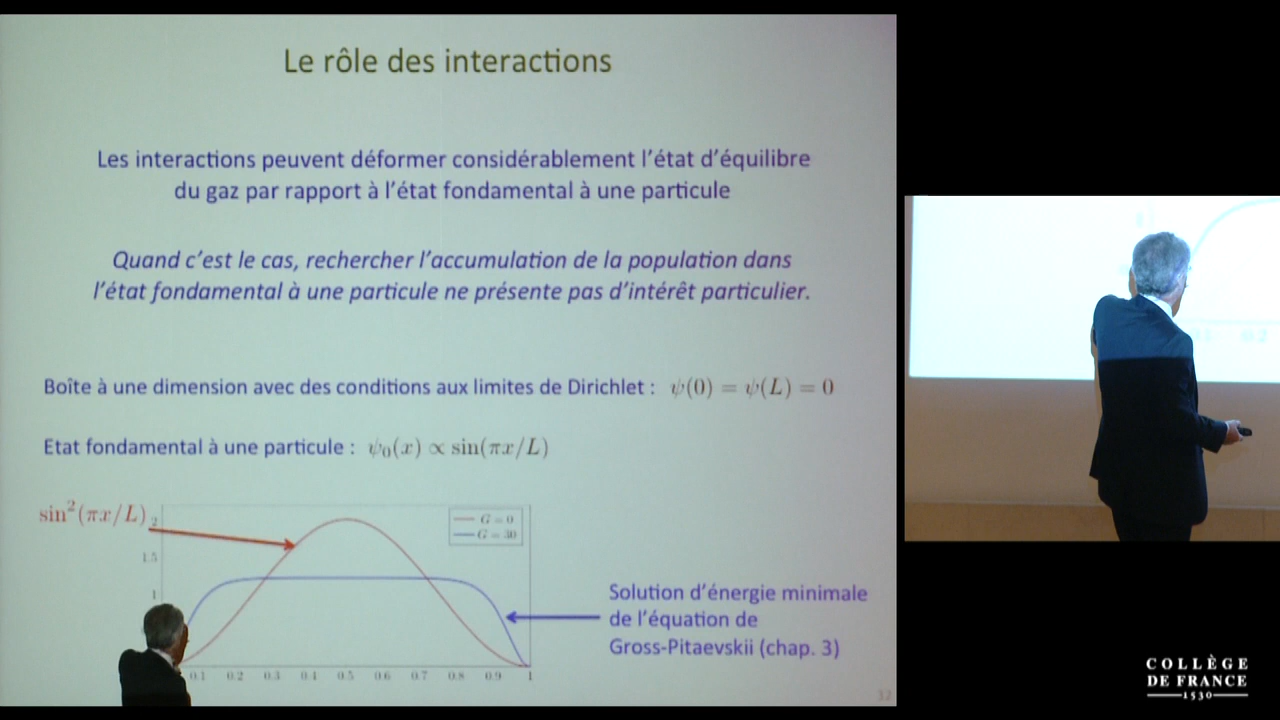 Le rôle des interactions
Les interactions peuvent déformer considérablement l'état d'équilibre
du gaz par rapport à l'état fondamental à une particule
Quand c'est le cas, rechercher l'accumulation de la population dans
l'état fondamental à une particule ne présente pas d'intérêt particulier.
Boîte à une dimension avec des conditions aux limites de Dirichlet : ψ(0) = ψ(L) = 0
Etat fondamental à une particule : ψ₀(x) ∝ sin(πx/L)
sin²(πx/L)
2
1.5
1
G = 0
G = 30
0.1 0.2 0.3 0.4 0.5 0.6 0.7 0.8 0.9 1
Solution d'énergie minimale
de l'équation de
Gross-Pitaevskii (chap. 3)
32
0.2
COLLÈGE
DE FRANCE
1530